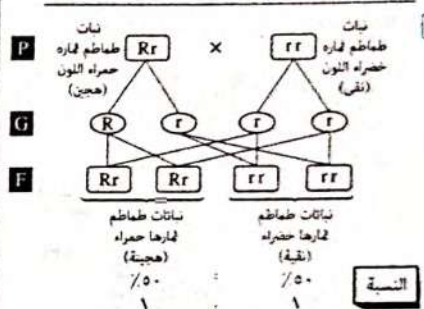 نبات نبات
P طماطم ثماره Rr × rr طماطم ثماره
حمراء اللون خضراء اللون
(هجين) (نقى)
G R r r r
F Rr Rr rr rr
نباتات طماطم نباتات طماطم
ثمارها حمراء ثمارها خضراء
(هجينة) (نقية)
٪٥٠ : ٪٥٠ النسبة
١ : ١